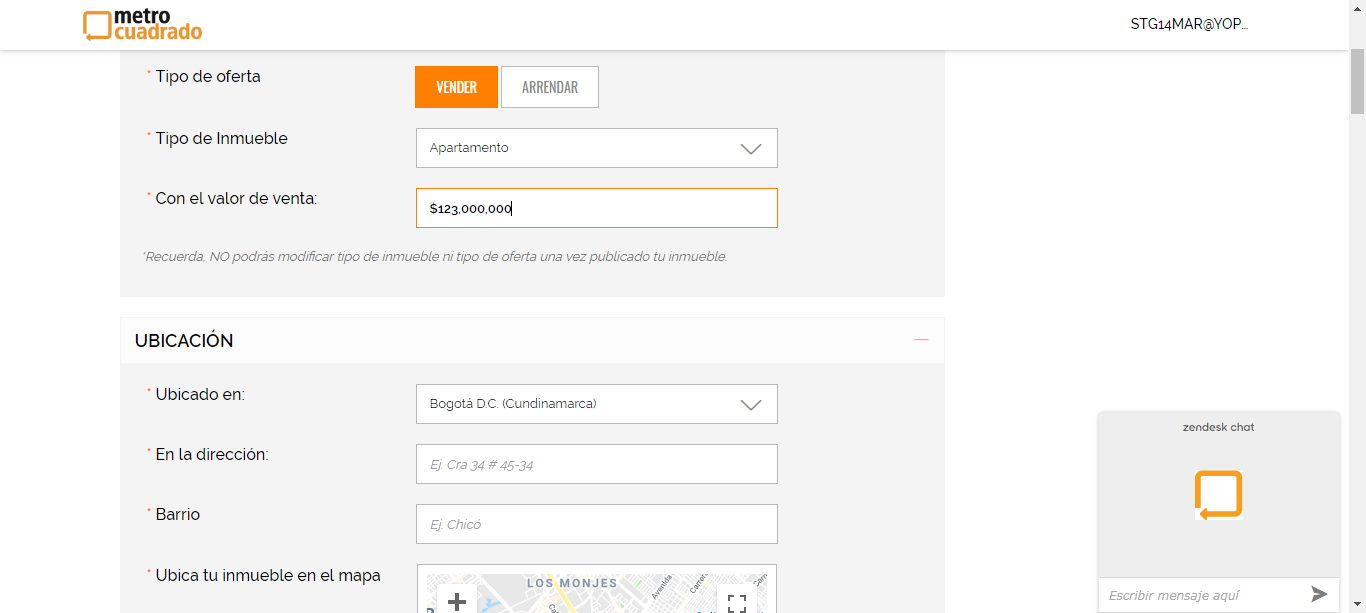 metro
cuadrado
STG14MAR@YOP...
* Tipo de oferta
VENDER
ARRENDAR
* Tipo de Inmueble
Apartamento
* Con el valor de venta:
$123,000,000
*Recuerda, NO podrás modificar tipo de inmueble ni tipo de oferta una vez publicado tu inmueble.
UBICACIÓN
* Ubicado en:
Bogotá D.C. (Cundinamarca)
* En la dirección:
Ej. Cra 34 # 45-34
* Barrio
Ej. Chicó
* Ubica tu inmueble en el mapa
LOS MONJES
Avenida
zendesk chat
Escribir mensaje aquí